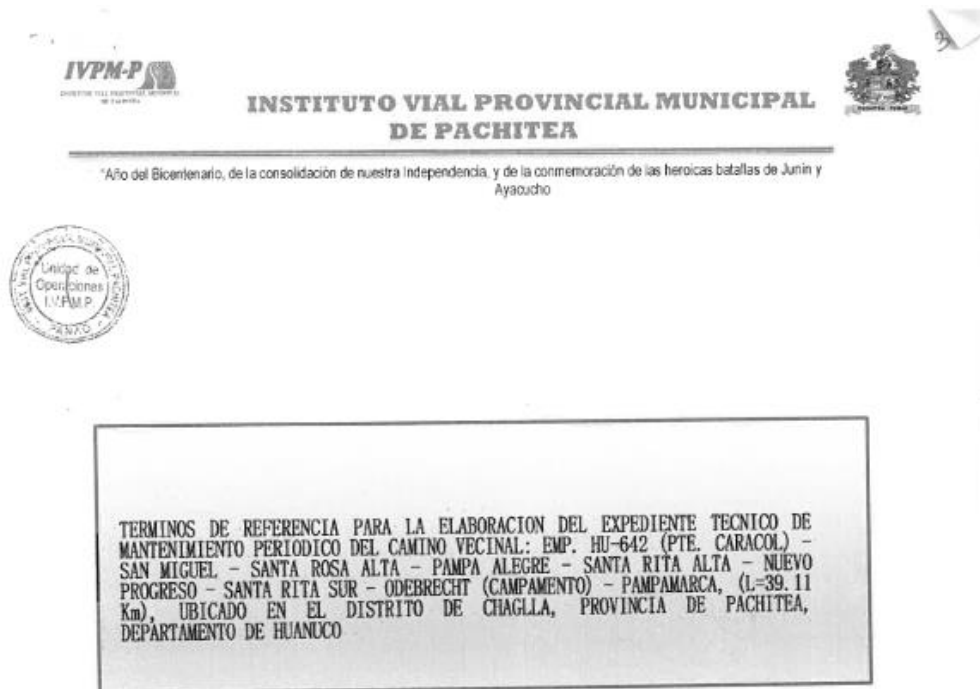 IVPM-P
INSTITUTO VIAL PROVINCIAL MUNICIPAL
DE PACHITEA
"Año del Bicentenario, de la consolidación de nuestra Independencia, y de la conmemoración de las heroicas batallas de Junín y
Ayacucho
Unidad de
Operaciones
I.V.P.M.P.
PANAO
TERMINOS DE REFERENCIA PARA LA ELABORACION DEL EXPEDIENTE TECNICO DE
MANTENIMIENTO PERIODICO DEL CAMINO VECINAL: EMP. HU-642 (PTE. CARACOL) –
SAN MIGUEL – SANTA ROSA ALTA – PAMPA ALEGRE – SANTA RITA ALTA – NUEVO
PROGRESO – SANTA RITA SUR – ODEBRECHT (CAMPAMENTO) – PAMPAMARCA, (L=39.11
Km), UBICADO EN EL DISTRITO DE CHAGLLA, PROVINCIA DE PACHITEA,
DEPARTAMENTO DE HUANUCO